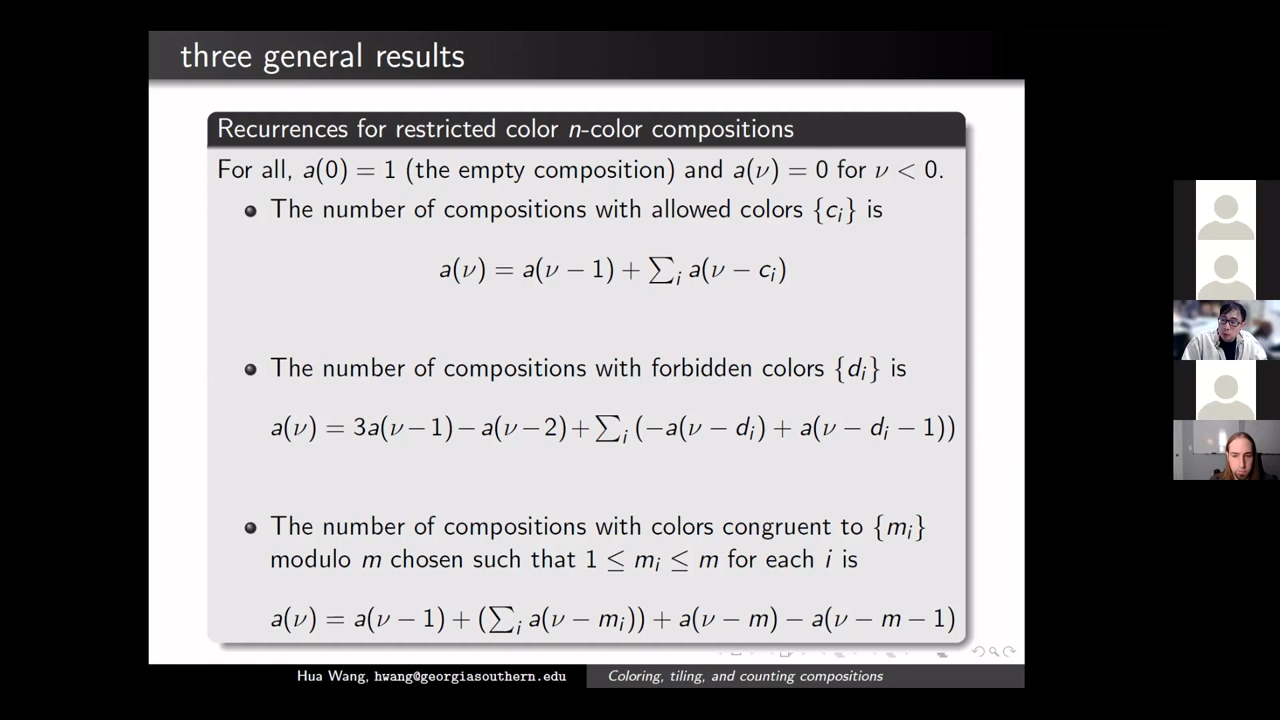 three general results
Recurrences for restricted color n-color compositions
For all, a(0) = 1 (the empty composition) and a(ν) = 0 for ν < 0.
The number of compositions with allowed colors {c_i} is
a(ν) = a(ν − 1) + ∑_i a(ν − c_i)
The number of compositions with forbidden colors {d_i} is
a(ν) = 3a(ν−1)−a(ν−2)+∑_i (−a(ν − d_i) + a(ν − d_i − 1))
The number of compositions with colors congruent to {m_i}
modulo m chosen such that 1 ≤ m_i ≤ m for each i is
a(ν) = a(ν − 1) + (∑_i a(ν − m_i)) + a(ν − m) − a(ν − m − 1)
Hua Wang, hwang@georgiasouthern.edu Coloring, tiling, and counting compositions